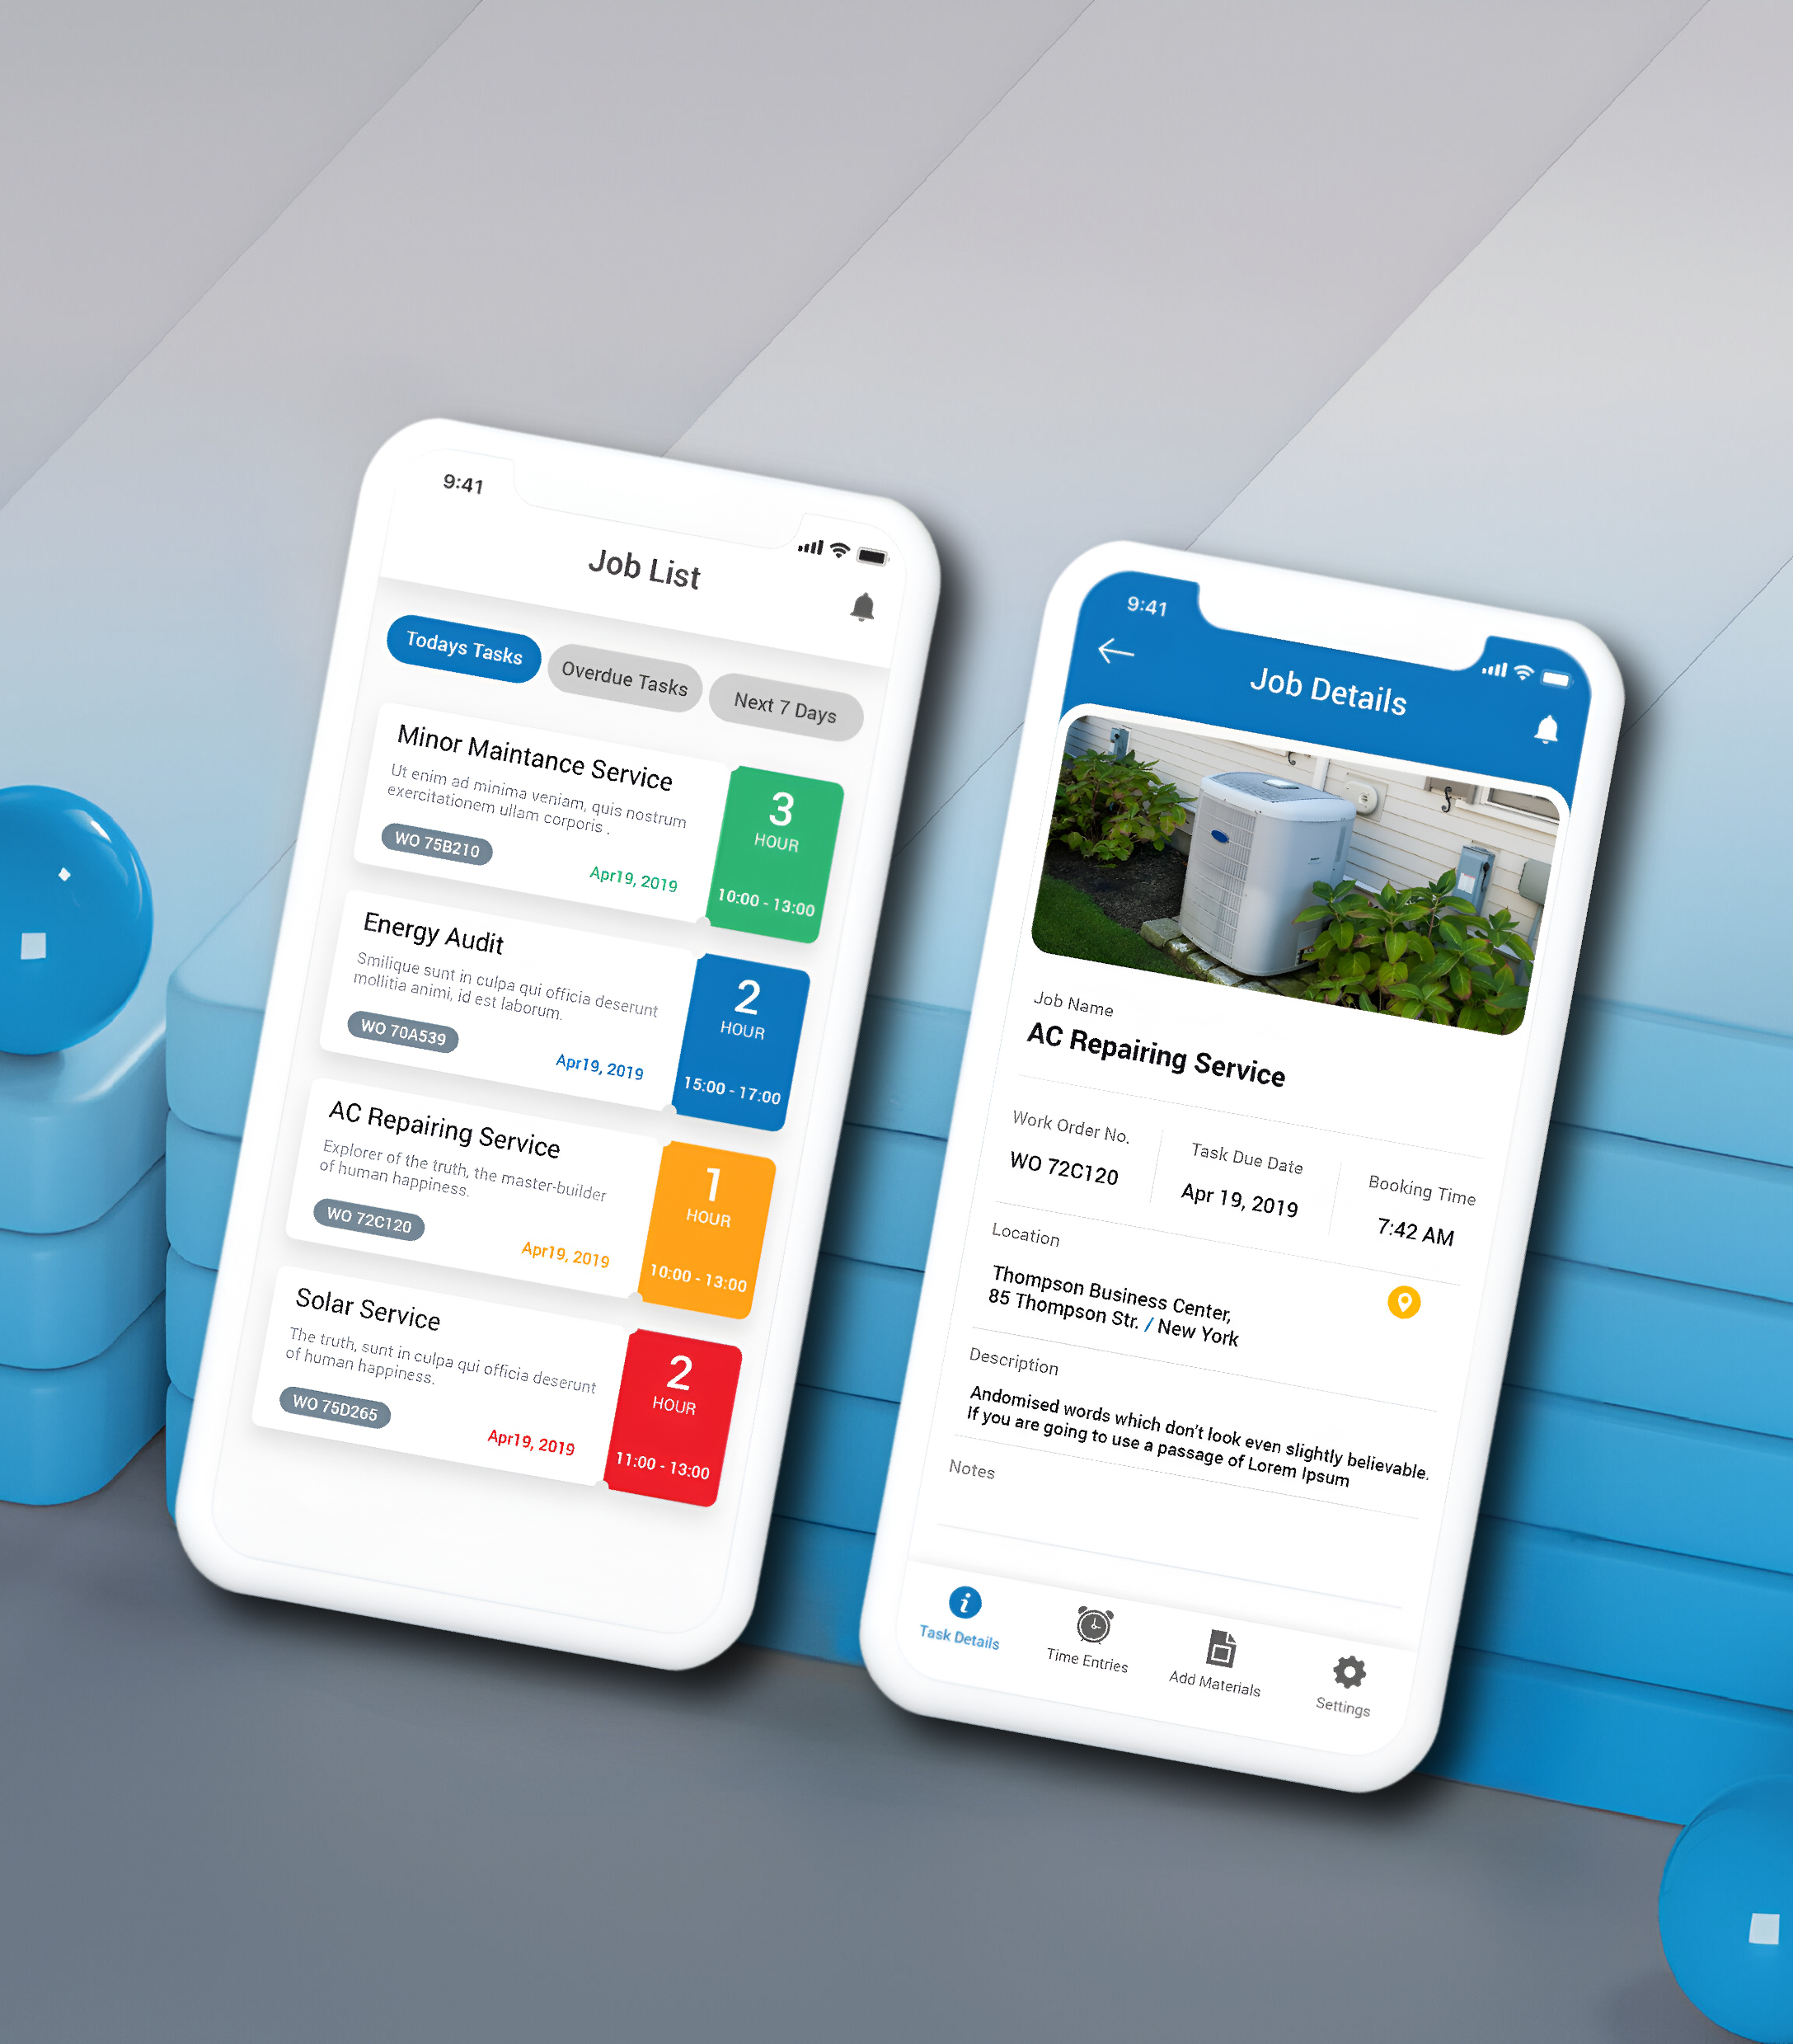 9:41
Job List
Todays Tasks
Overdue Tasks
Next 7 Days
Minor Maintance Service
Ut enim ad minima veniam, quis nostrum
exercitationem ullam corporis .
WO 75B210
Apr19, 2019
3
HOUR
10:00 - 13:00
Energy Audit
Smilique sunt in culpa qui officia deserunt
mollitia animi, id est laborum.
WO 70A539
Apr19, 2019
2
HOUR
15:00 - 17:00
AC Repairing Service
Explorer of the truth, the master-builder
of human happiness.
WO 72C120
Apr19, 2019
1
HOUR
10:00 - 13:00
Solar Service
The truth, sunt in culpa qui officia deserunt
of human happiness.
WO 75D265
Apr19, 2019
2
HOUR
11:00 - 13:00
9:41
Job Details
Job Name
AC Repairing Service
Work Order No.
WO 72C120
Task Due Date
Apr 19, 2019
Booking Time
7:42 AM
Location
Thompson Business Center,
85 Thompson Str. / New York
Description
Andomised words which don't look even slightly believable.
If you are going to use a passage of Lorem Ipsum
Notes
Task Details
Time Entries
Add Materials
Settings